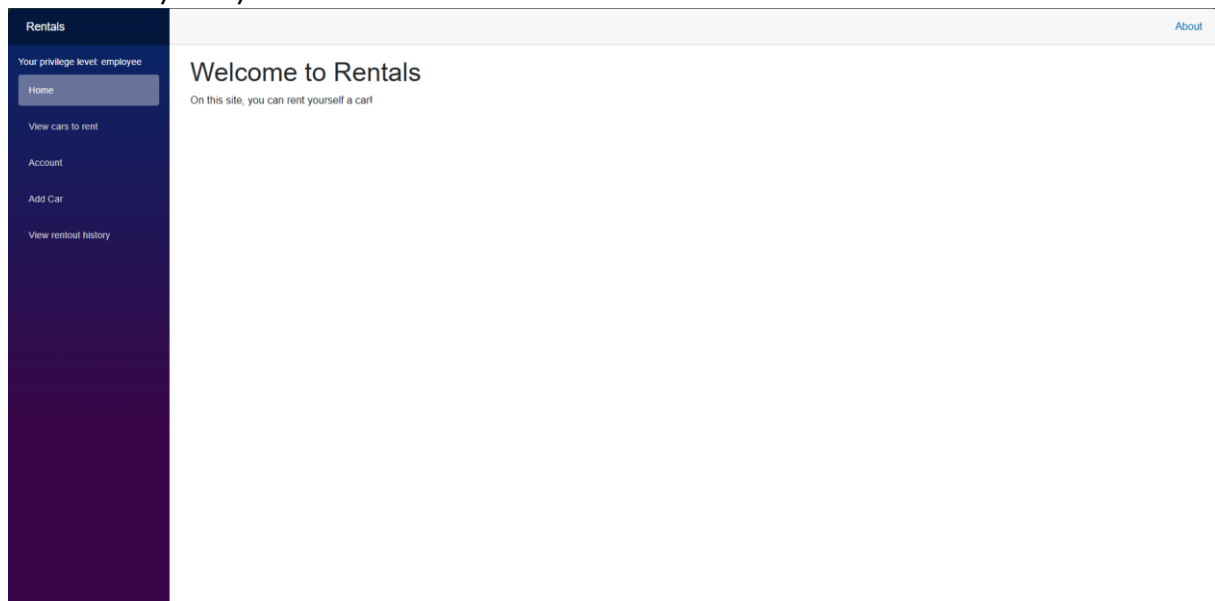 Rentals
About
Your privilege level: employee
Home
View cars to rent
Account
Add Car
View rentout history
Welcome to Rentals
On this site, you can rent yourself a car!